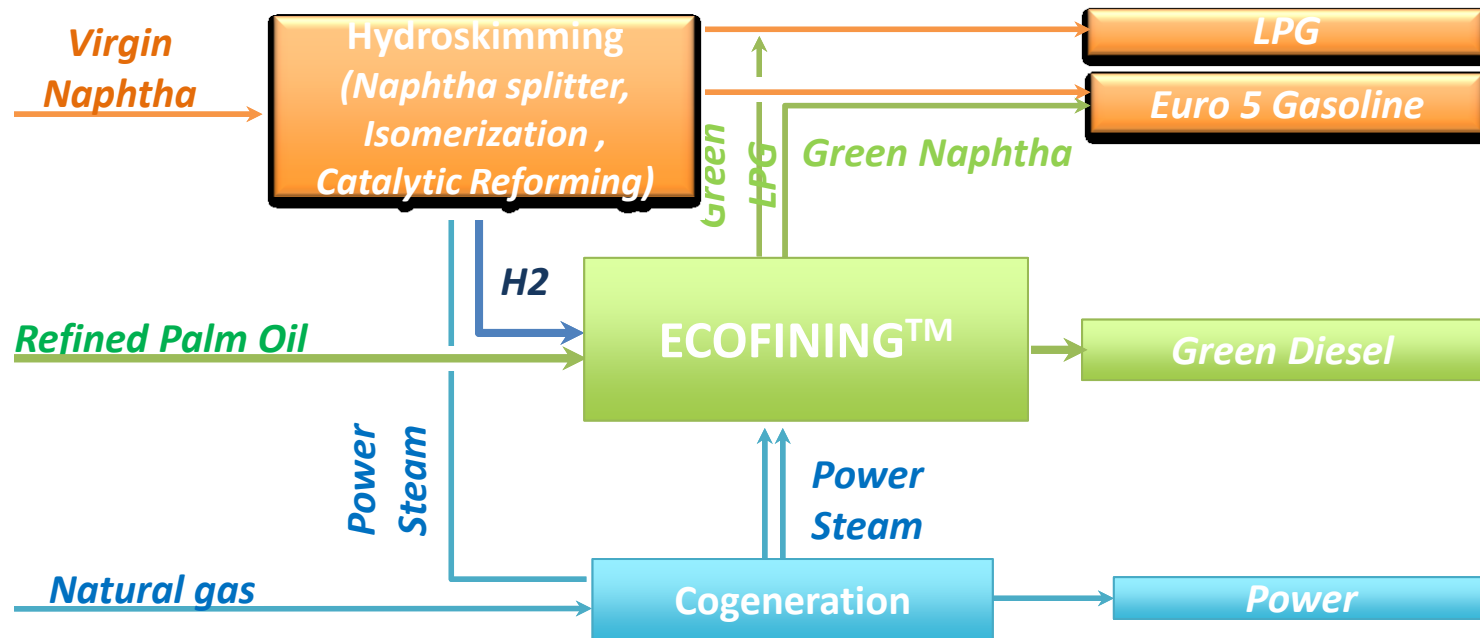 Virgin
Naphtha
Hydroskimming
(Naphtha splitter,
Isomerization ,
Catalytic Reforming)
LPG
Euro 5 Gasoline
Green
LPG
Green Naphtha
H2
Refined Palm Oil
ECOFINING™
Green Diesel
Power
Steam
Power
Steam
Natural gas
Cogeneration
Power